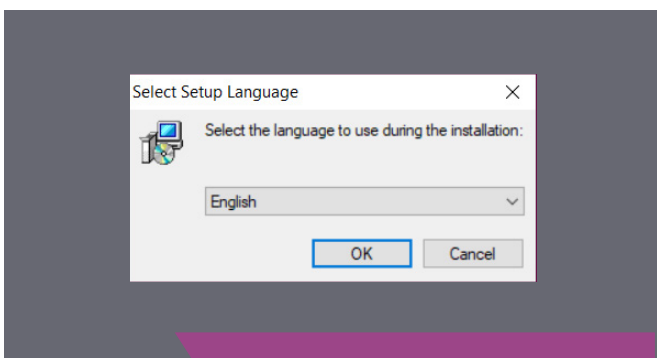 Select Setup Language
Select the language to use during the installation:
English
OK
Cancel